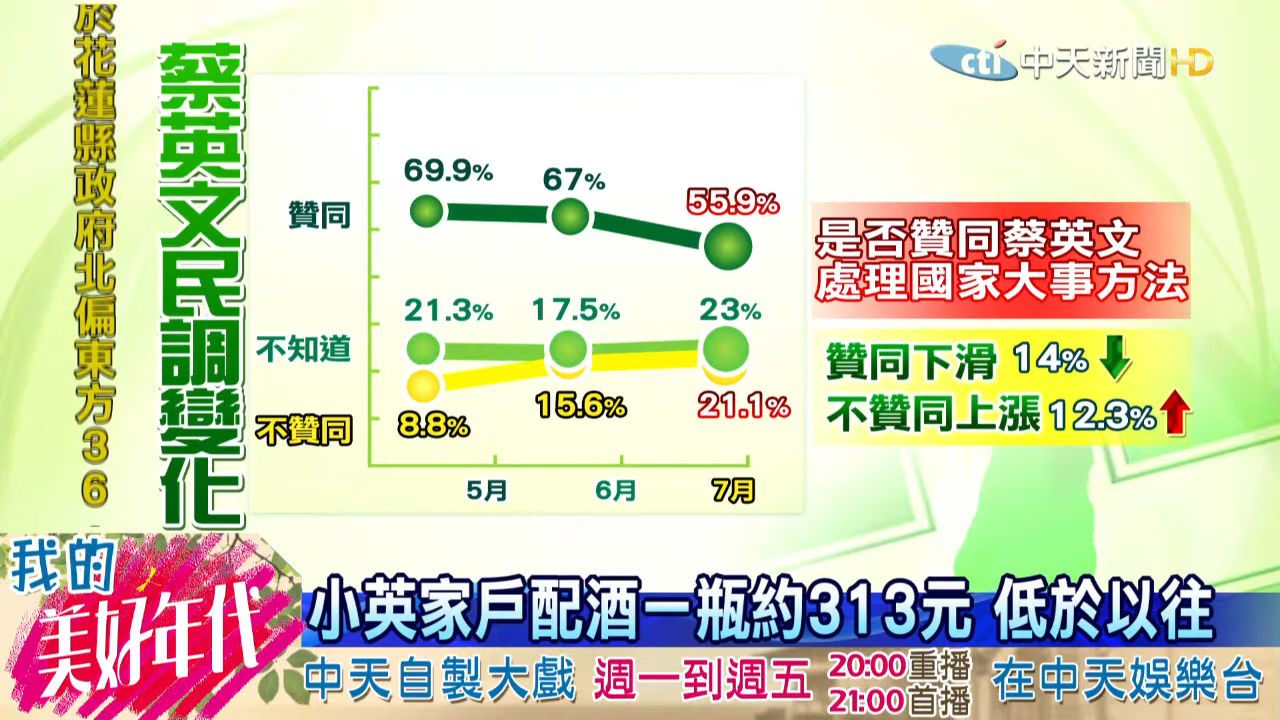 於花蓮縣政府北偏東方36.
蔡英文民調變化
cti 中天新聞HD
69.9%
67%
55.9%
贊同
21.3%
17.5%
23%
不知道
不贊同
8.8%
15.6%
21.1%
5月
6月
7月
是否贊同蔡英文
處理國家大事方法
贊同下滑 14%
不贊同上漲 12.3%
我的
美好年代
小英家戶配酒一瓶約313元 低於以往
中天自製大戲 週一到週五 20:00重播 21:00首播 在中天娛樂台